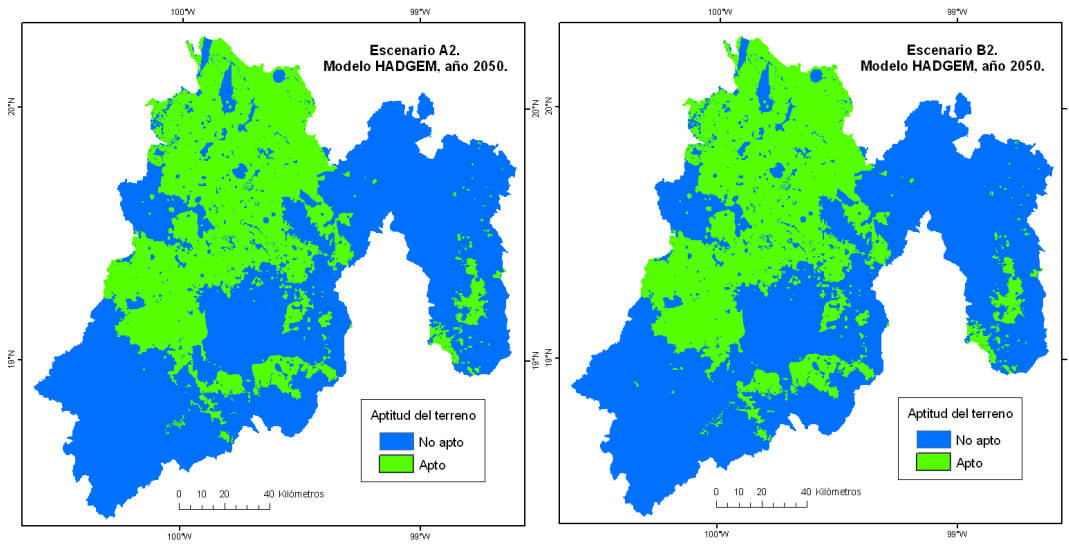 100°W 99°W
Escenario A2.
Modelo HADGEM, año 2050.
20°N
19°N
Aptitud del terreno
No apto
Apto
0 10 20 40 Kilómetros
100°W 99°W
100°W 99°W
Escenario B2.
Modelo HADGEM, año 2050.
20°N
19°N
Aptitud del terreno
No apto
Apto
0 10 20 40 Kilómetros
100°W 99°W